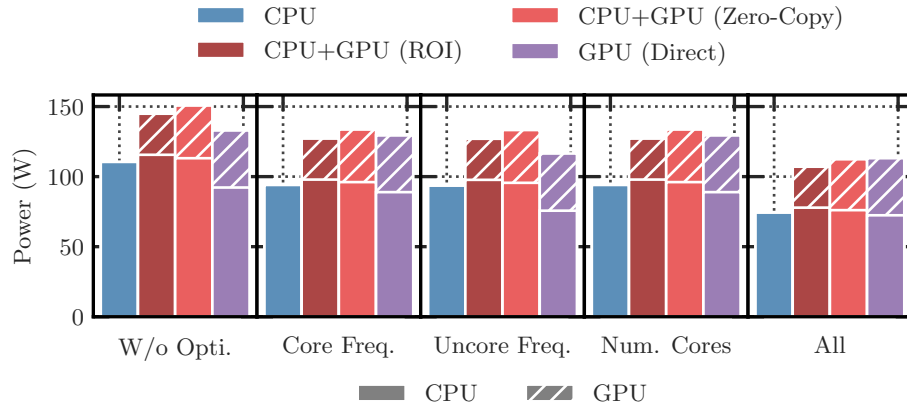 CPU CPU+GPU (Zero-Copy)
CPU+GPU (ROI) GPU (Direct)
Power (W)
150
100
50
0
W/o Opti. Core Freq. Uncore Freq. Num. Cores All
CPU GPU